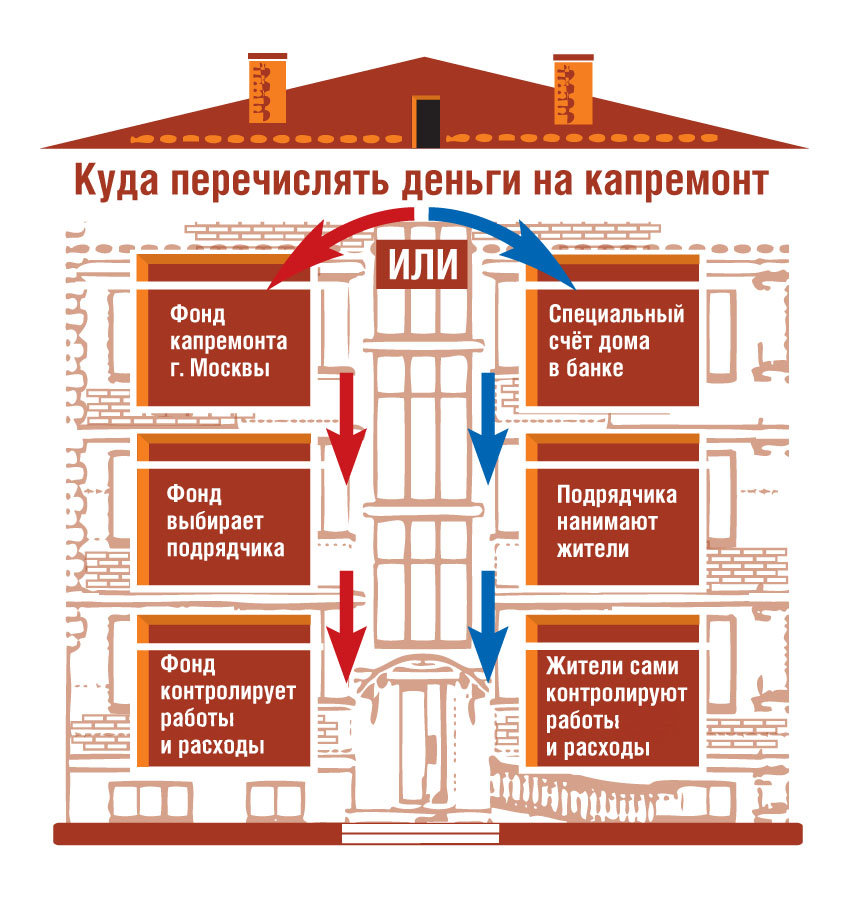 Куда перечислять деньги на капремонт
ИЛИ
Фонд
капремонта
г. Москвы
Фонд
выбирает
подрядчика
Фонд
контролирует
работы
и расходы
Специальный
счёт дома
в банке
Подрядчика
нанимают
жители
Жители сами
контролируют
работы
и расходы